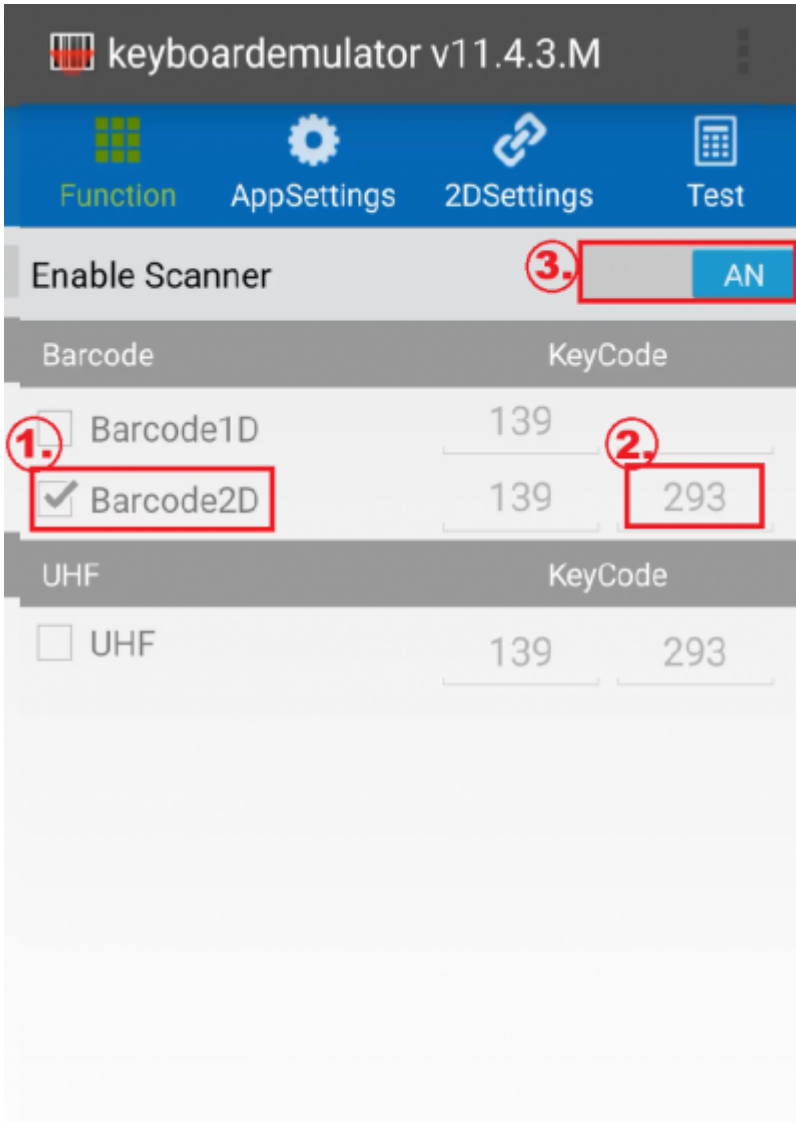 keyboardemulator v11.4.3.M
Function AppSettings 2DSettings Test
Enable Scanner 3. AN
Barcode KeyCode
Barcode1D 139
1. 2.
Barcode2D 139 293
UHF KeyCode
UHF 139 293